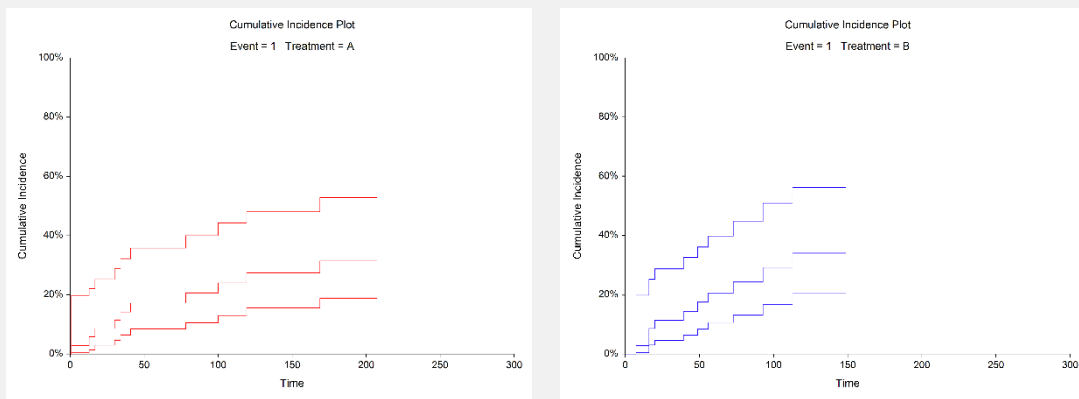 Cumulative Incidence Plot
Event = 1 Treatment = A
100%
80%
60%
40%
20%
0%
Cumulative Incidence
0 50 100 150 200 250 300
Time
Cumulative Incidence Plot
Event = 1 Treatment = B
100%
80%
60%
40%
20%
0%
Cumulative Incidence
0 50 100 150 200 250 300
Time